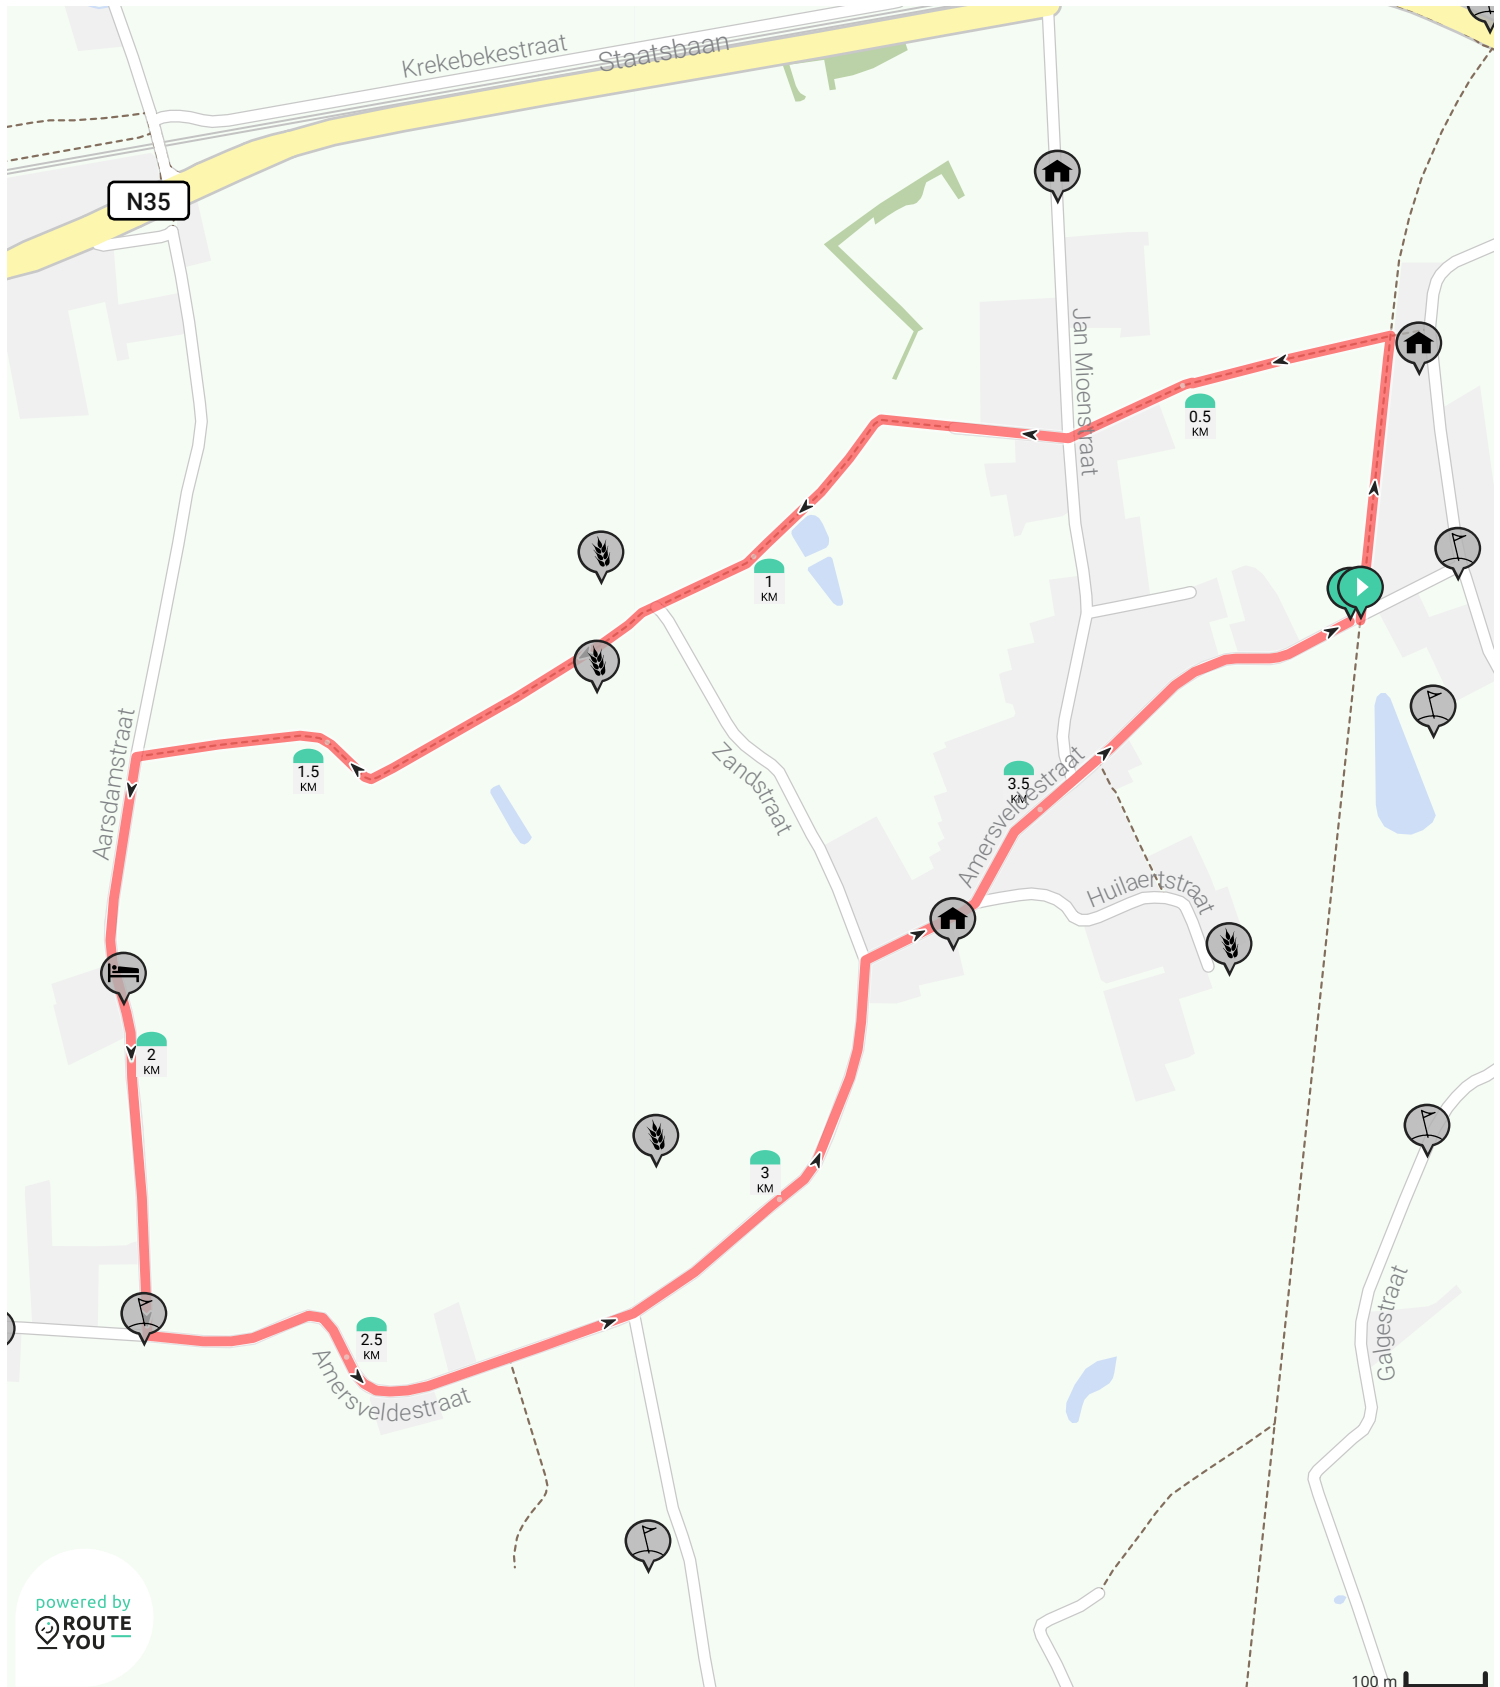 Krekebekestraat
Staatsbaan
N35
Jan Mioenstraat
0.5
KM
1
KM
Aarsdamstraat
Zandstraat
1.5
KM
3.5
KM
Amersveldestraat
Huilaertstraat
2
KM
3
KM
2.5
KM
Amersveldestraat
Galgestraat
powered by
ROUTE
YOU
100 m